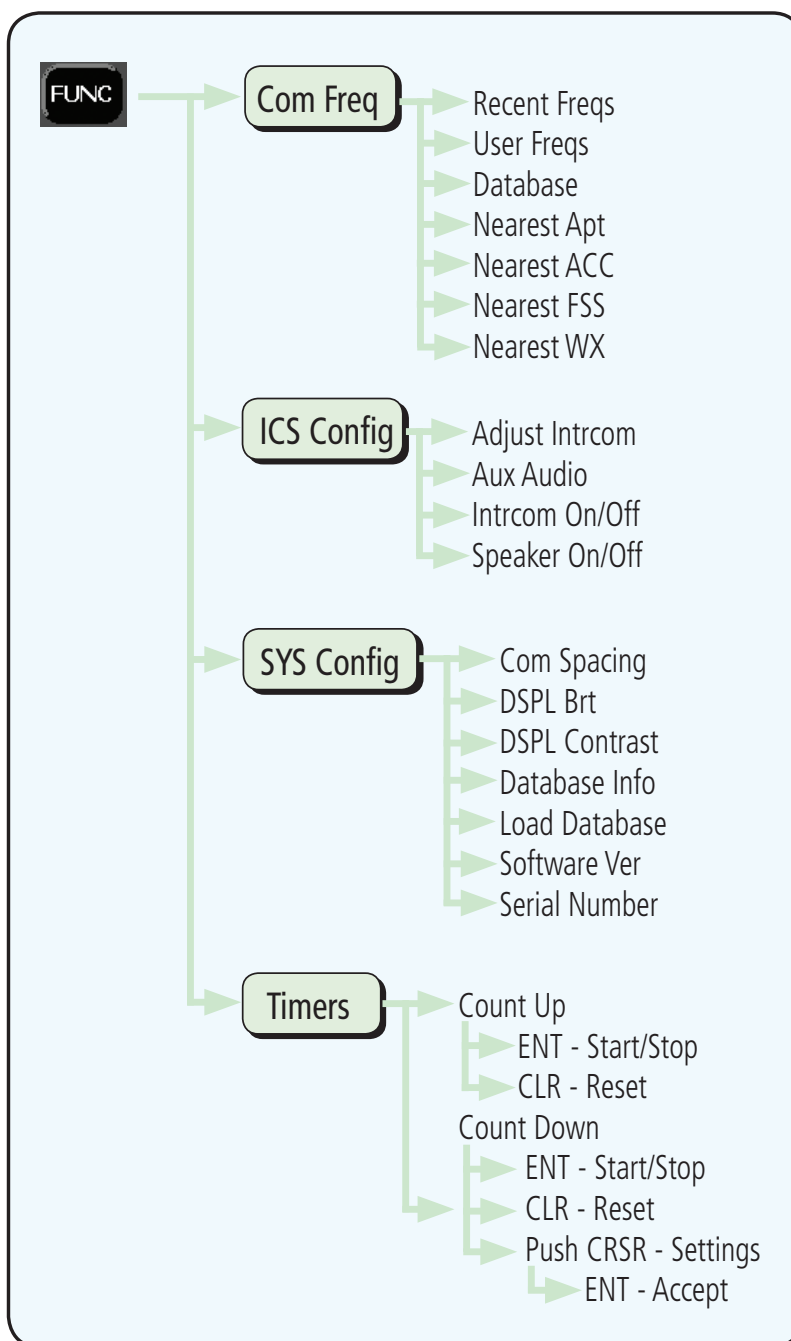 FUNC
Com Freq
Recent Freqs
User Freqs
Database
Nearest Apt
Nearest ACC
Nearest FSS
Nearest WX
ICS Config
Adjust Intrcom
Aux Audio
Intrcom On/Off
Speaker On/Off
SYS Config
Com Spacing
DSPL Brt
DSPL Contrast
Database Info
Load Database
Software Ver
Serial Number
Timers
Count Up
ENT - Start/Stop
CLR - Reset
Count Down
ENT - Start/Stop
CLR - Reset
Push CRSR - Settings
ENT - Accept